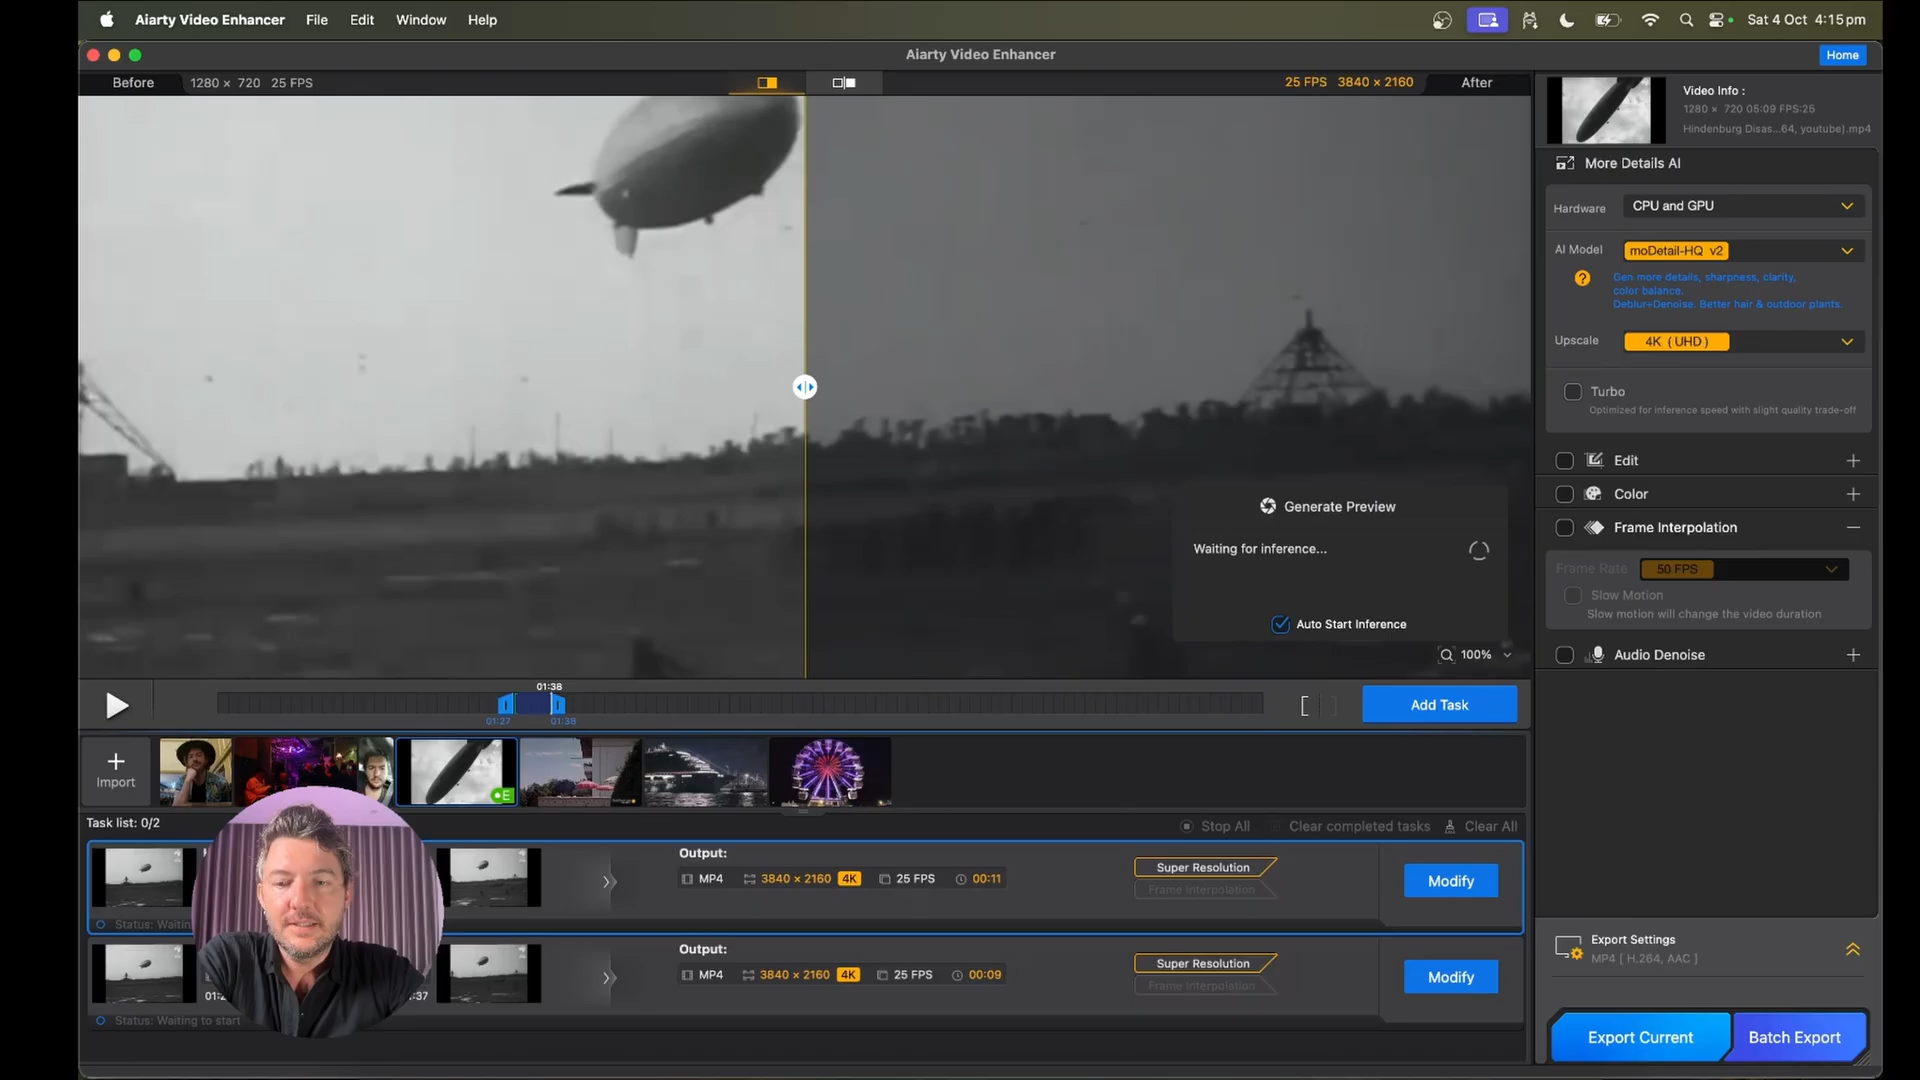 Aiarty Video Enhancer File Edit Window Help
Sat 4 Oct 4:15pm
Aiarty Video Enhancer
Home
Before 1280 × 720 25 FPS
25 FPS 3840 × 2160 After
Video Info :
1280 × 720 05:09 FPS:25
Hindenburg Disas...64, youtube).mp4
More Details AI
Hardware CPU and GPU
AI Model moDetail-HQ v2
Gen more details, sharpness, clarity,
color balance.
Deblur+Denoise. Better hair & outdoor plants.
Upscale 4K (UHD)
Turbo
Optimized for inference speed with slight quality trade-off
Edit
Color
Frame Interpolation
Frame Rate 50 FPS
Slow Motion
Slow motion will change the video duration
Audio Denoise
Generate Preview
Waiting for inference...
Auto Start Inference
100%
01:38
01:27 01:38
Add Task
Import
E
Task list: 0/2
Stop All Clear completed tasks Clear All
Output:
MP4 3840 × 2160 4K 25 FPS 00:11
Super Resolution
Frame Interpolation
Modify
Output:
MP4 3840 × 2160 4K 25 FPS 00:09
Super Resolution
Frame Interpolation
Modify
Status: Waiting to start
Export Settings
MP4 [ H.264, AAC ]
Export Current
Batch Export